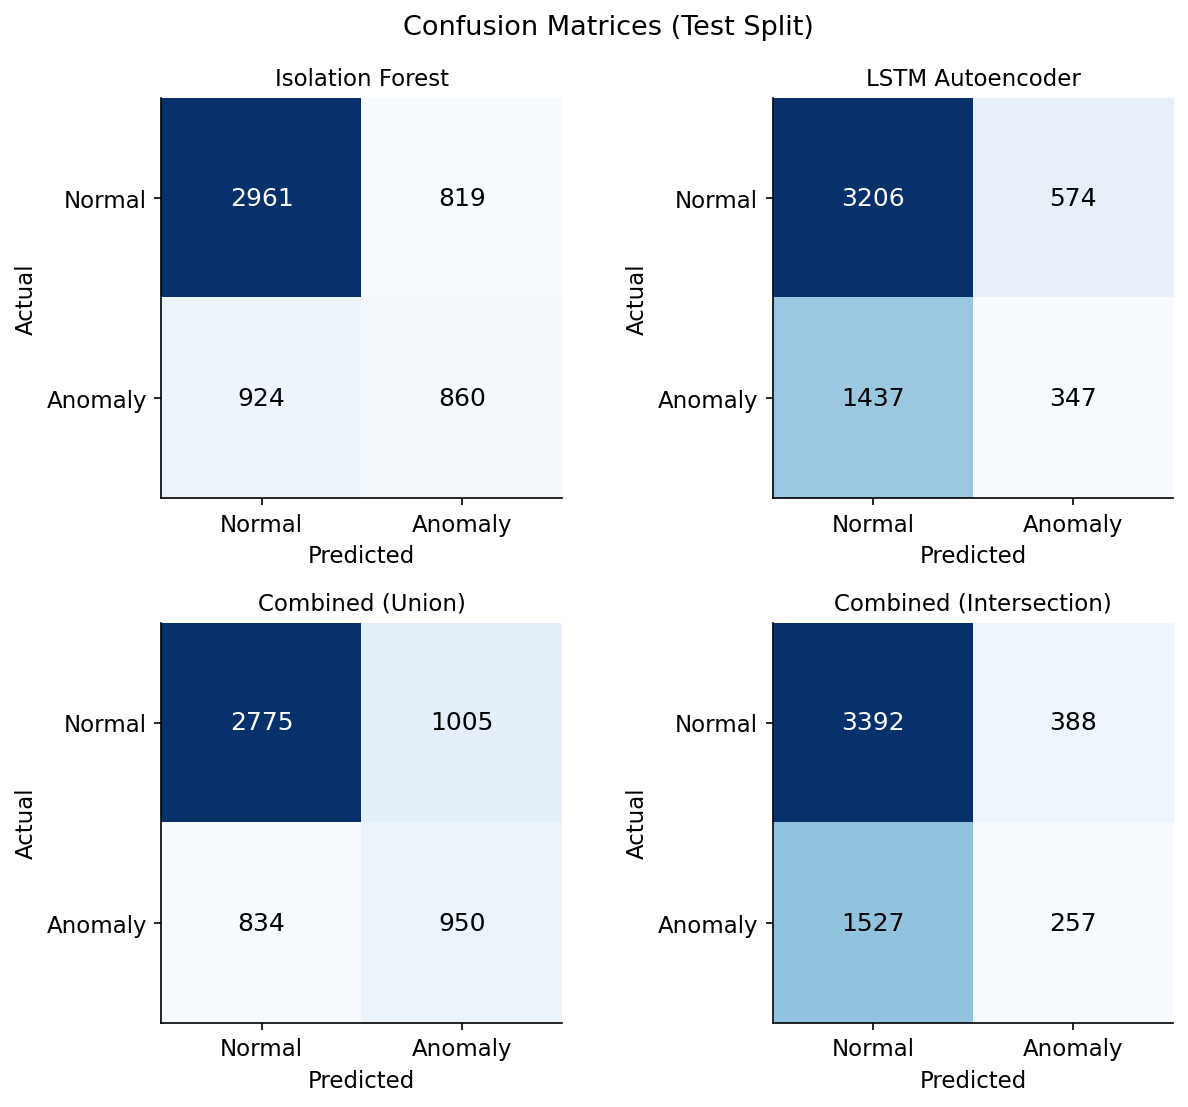 Confusion Matrices (Test Split)
Isolation Forest
Normal
2961
819
Actual
Anomaly
924
860
Normal
Anomaly
Predicted
LSTM Autoencoder
Normal
3206
574
Actual
Anomaly
1437
347
Normal
Anomaly
Predicted
Combined (Union)
Normal
2775
1005
Actual
Anomaly
834
950
Normal
Anomaly
Predicted
Combined (Intersection)
Normal
3392
388
Actual
Anomaly
1527
257
Normal
Anomaly
Predicted